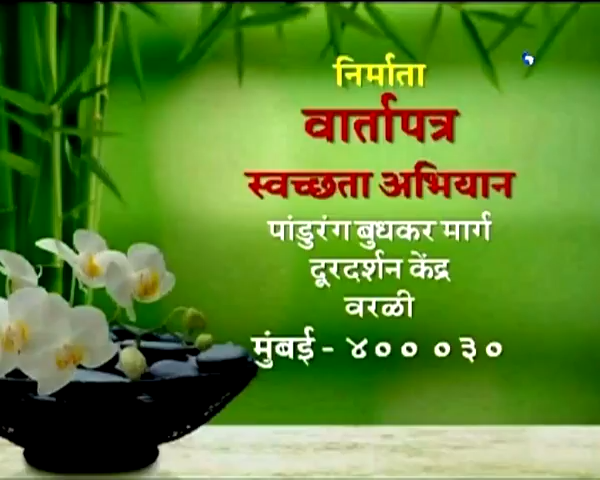 निर्माता
वार्तापत्र
स्वच्छता अभियान
पांडुरंग बुधकर मार्ग
दूरदर्शन केंद्र
वरळी
मुंबई - ४०० ०३०